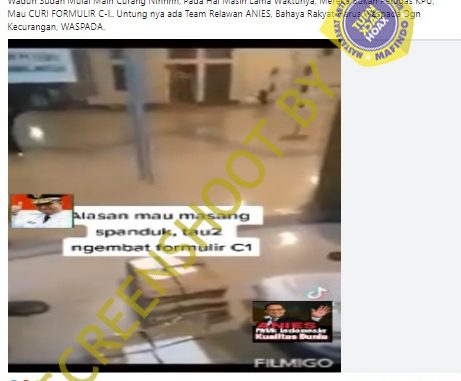 Waduh Sudah Mulai Main Curang Nihhhh, Pada Hal Masih Lama Waktunya, Mereka Bukan Petugas KPU,
Mau CURI FORMULIR C-I.. Untung nya ada Team Relawan ANIES, Bahaya Rakyat Harus Waspada Dgn
Kecurangan, WASPADA.
TURN BACK HOAX
MAFINDO
SCREENSHOOT BY
Alasan mau masang
spanduk, tau2
ngembat formulir C1
ANIES
Indonesia
Kualitas Dunia
FILMIGO